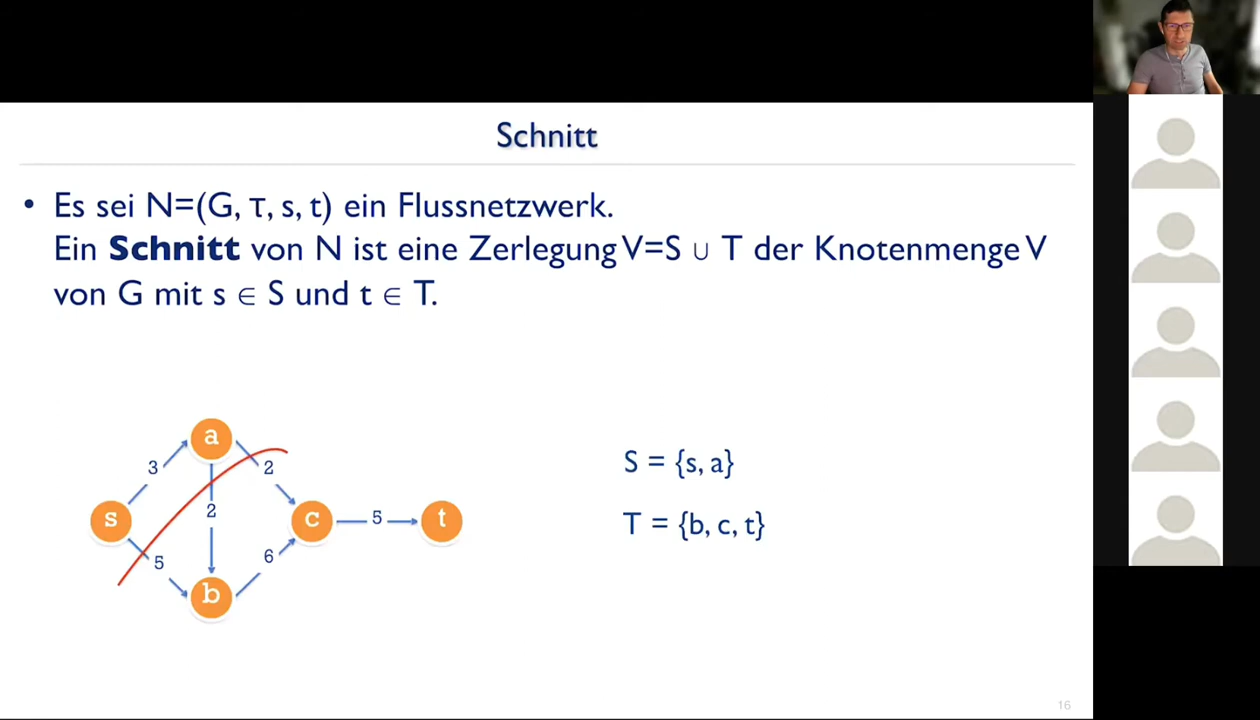 Schnitt
• Es sei N=(G, τ, s, t) ein Flussnetzwerk.
Ein Schnitt von N ist eine Zerlegung V=S ∪ T der Knotenmenge V
von G mit s ∈ S und t ∈ T.
a
3
2
S = {s, a}
s
2
c
5
t
T = {b, c, t}
5
6
b
16